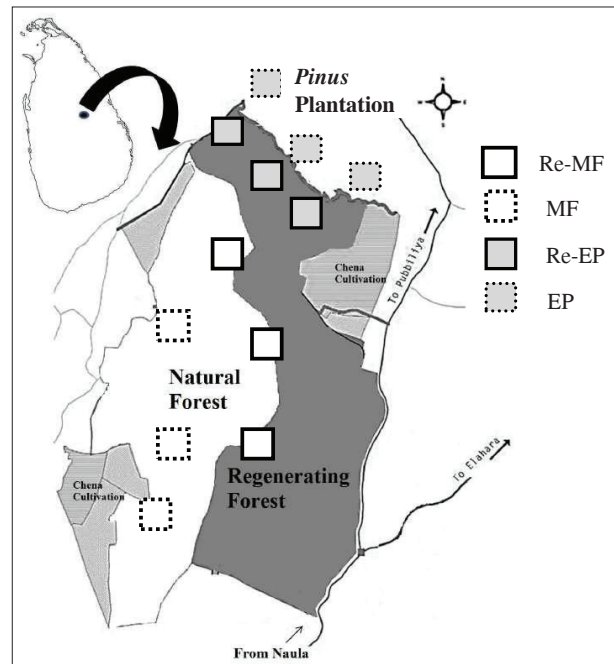 Pinus
Plantation
Re-MF
MF
Re-EP
EP
Chena
Cultivation
To Pubbiliya
Natural
Forest
Regenerating
Forest
Chena
Cultivation
To Elahara
From Naula